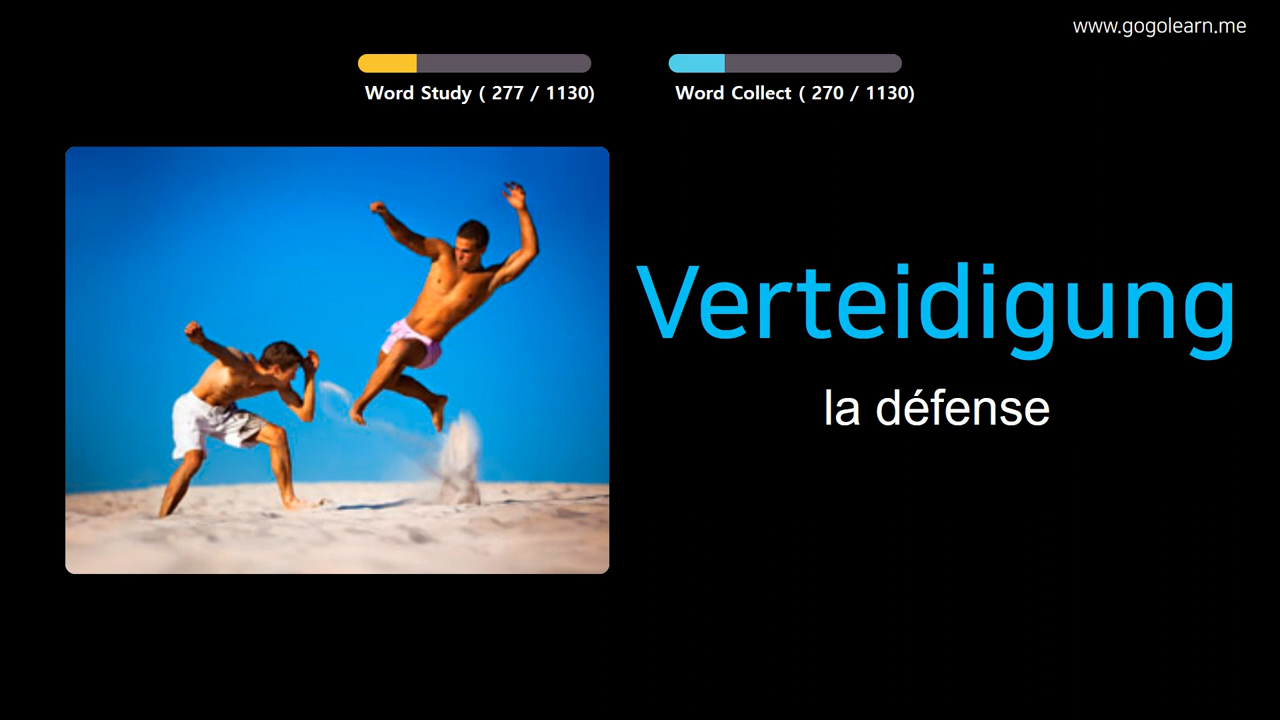 www.gogolearn.me
Word Study ( 277 / 1130)
Word Collect ( 270 / 1130)
Verteidigung
la défense